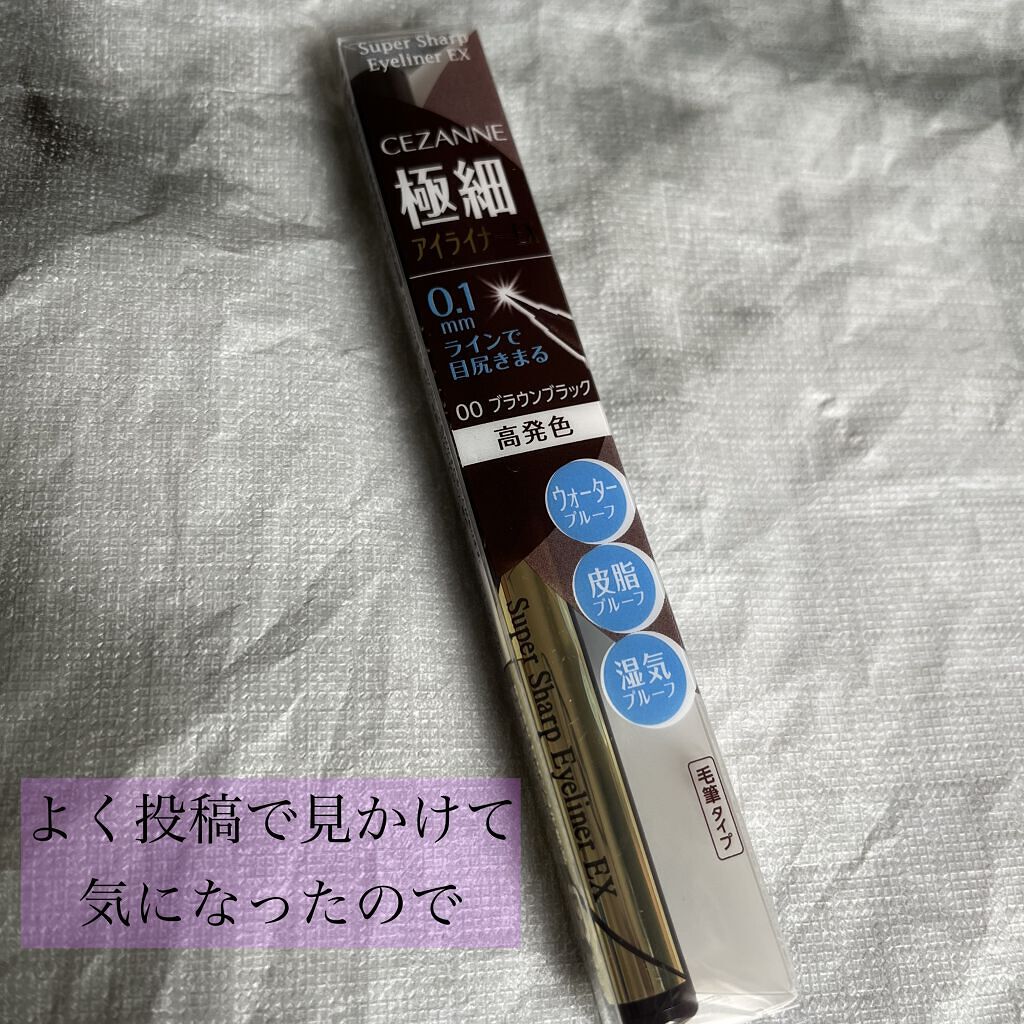 Super Sharp
Eyeliner EX
CEZANNE
極細
アイライナーEX
0.1
mm
ラインで
目尻きまる
00 ブラウンブラック
高発色
ウォーター
プルーフ
皮脂
プルーフ
湿気
プルーフ
Super Sharp Eyeliner EX
毛筆タイプ
よく投稿で見かけて
気になったので